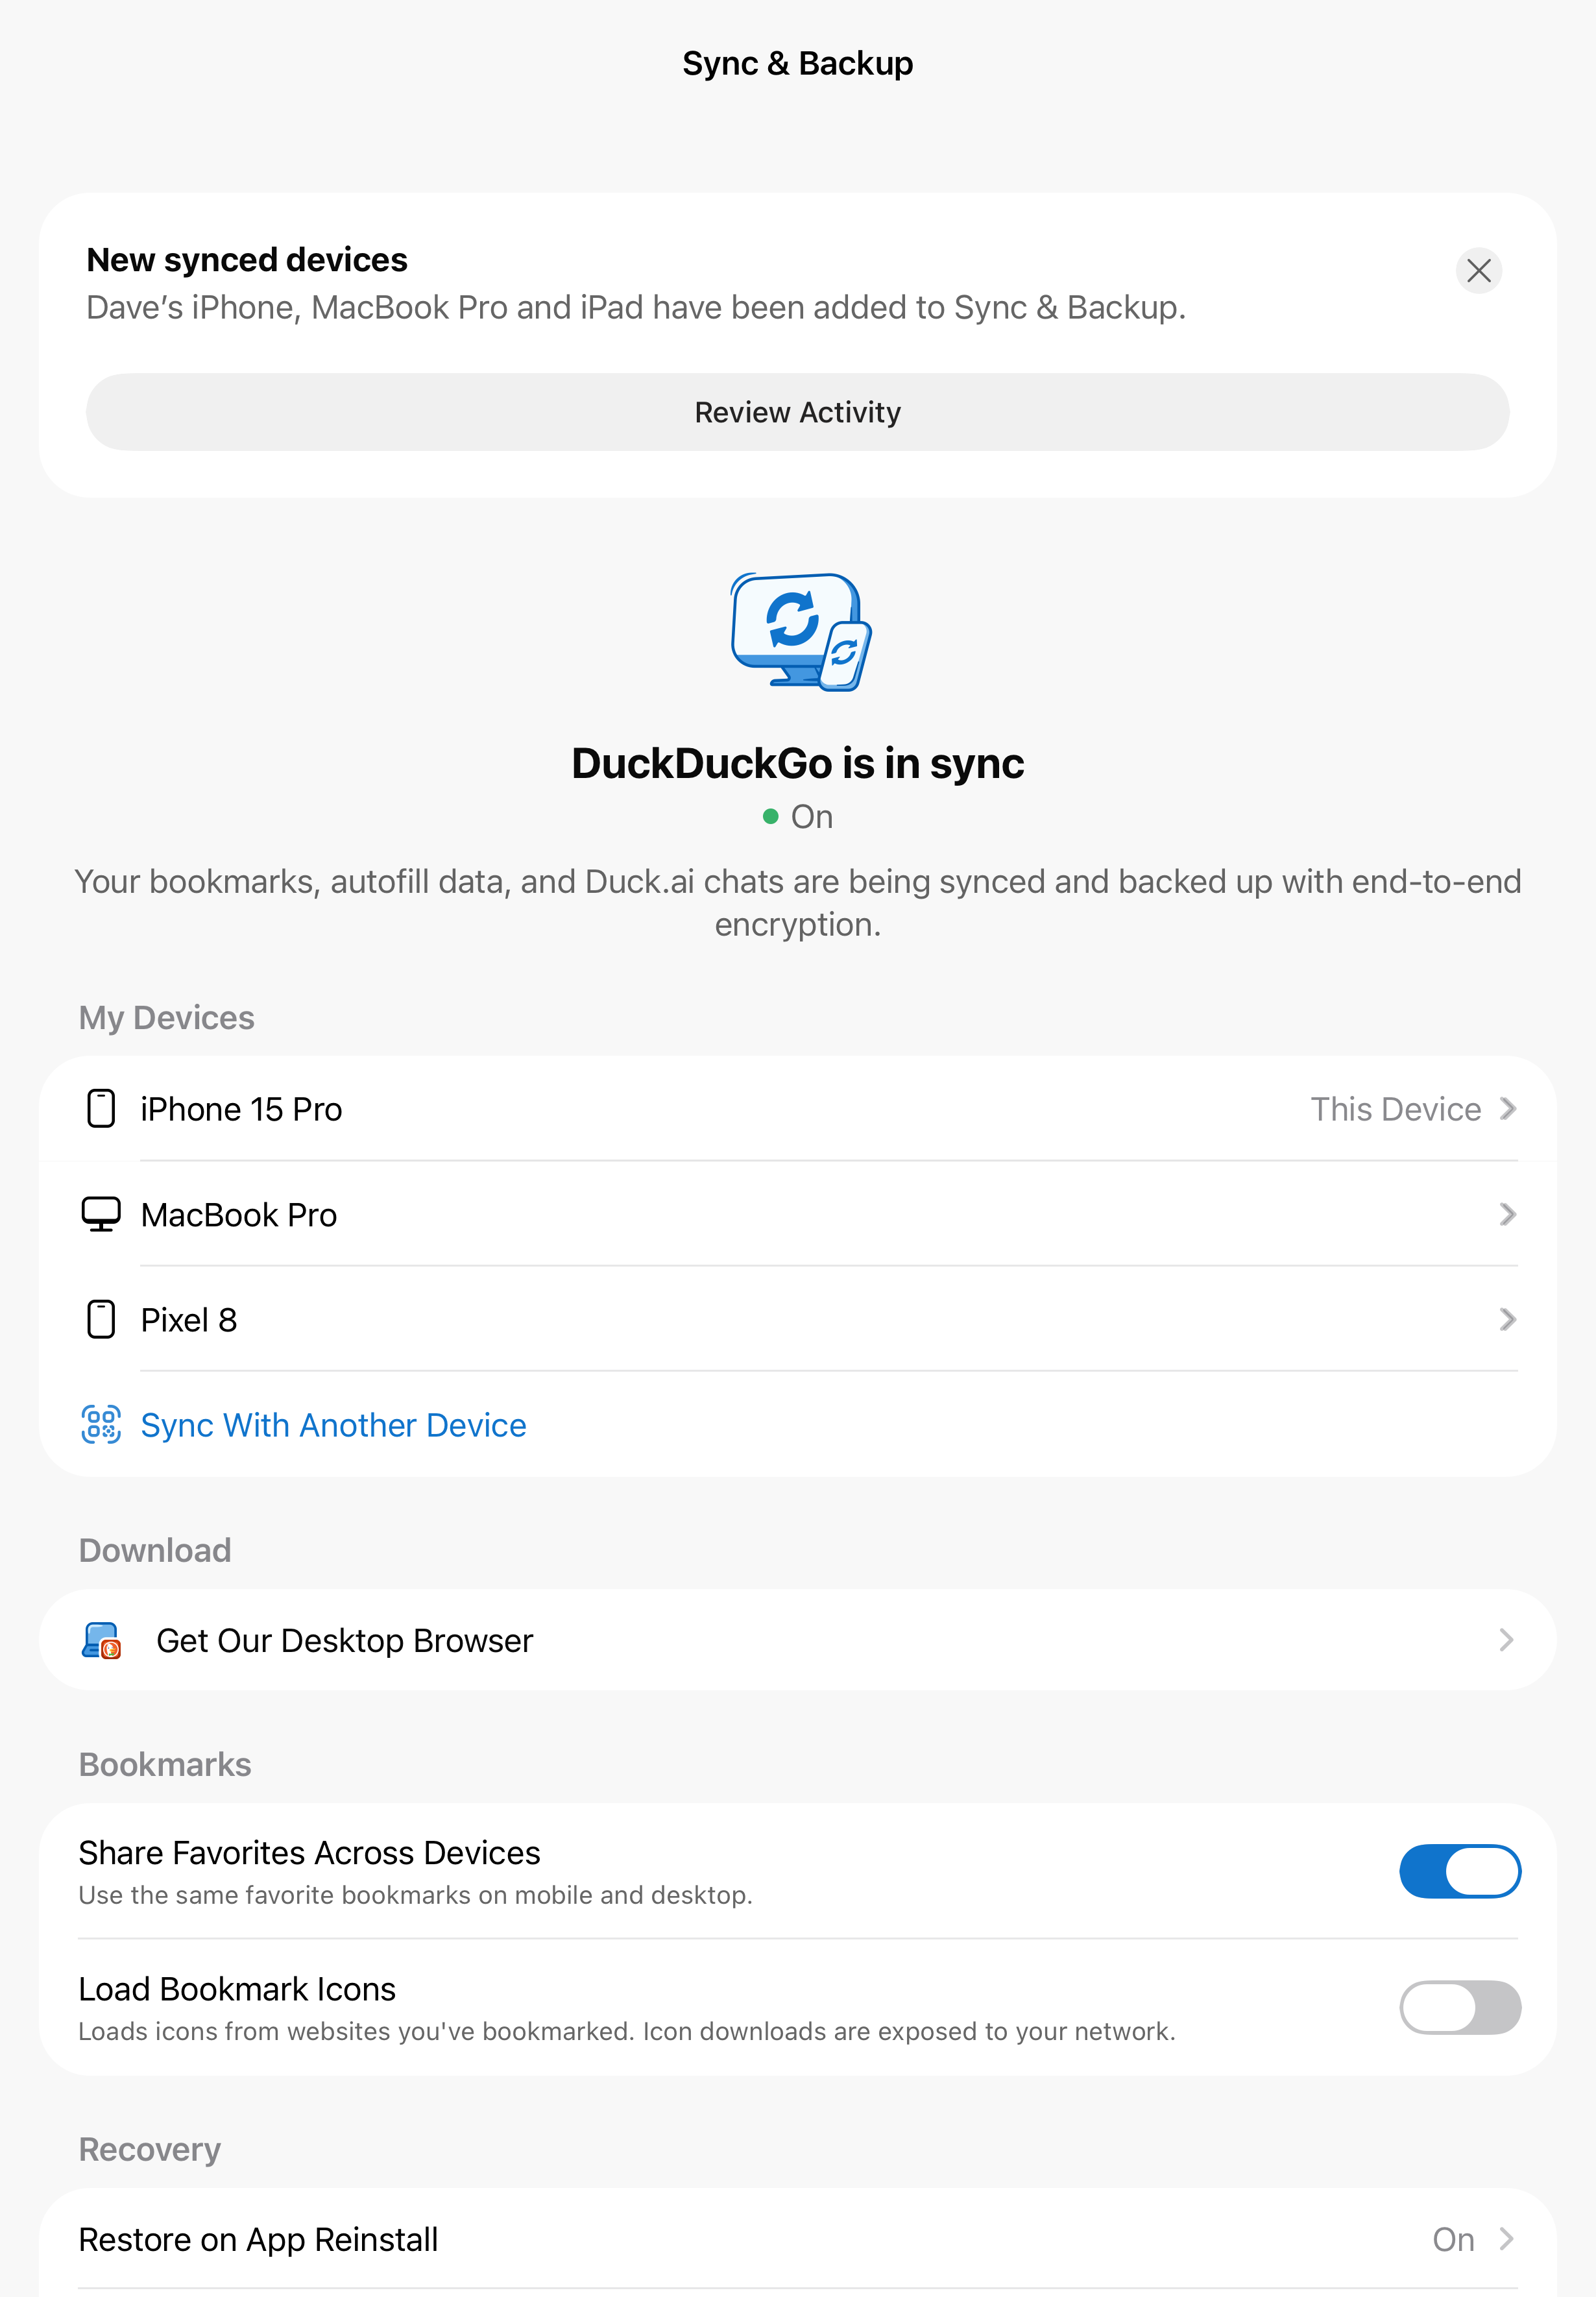 Sync & Backup
New synced devices
Dave’s iPhone, MacBook Pro and iPad have been added to Sync & Backup.
Review Activity
DuckDuckGo is in sync
On
Your bookmarks, autofill data, and Duck.ai chats are being synced and backed up with end-to-end
encryption.
My Devices
iPhone 15 Pro This Device
MacBook Pro
Pixel 8
Sync With Another Device
Download
Get Our Desktop Browser
Bookmarks
Share Favorites Across Devices
Use the same favorite bookmarks on mobile and desktop.
Load Bookmark Icons
Loads icons from websites you've bookmarked. Icon downloads are exposed to your network.
Recovery
Restore on App Reinstall On